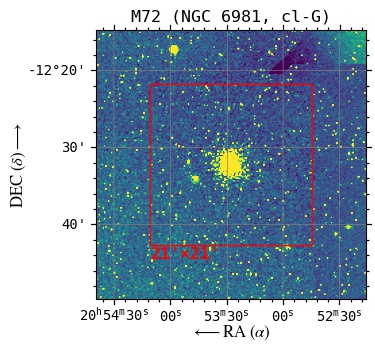 M72 (NGC 6981, cl-G)
-12°20'
30'
40'
DEC (δ) ⟶
21'×21'
20ʰ54ᵐ30ˢ 00ˢ 53ᵐ30ˢ 00ˢ 52ᵐ30ˢ
⟵ RA (α)